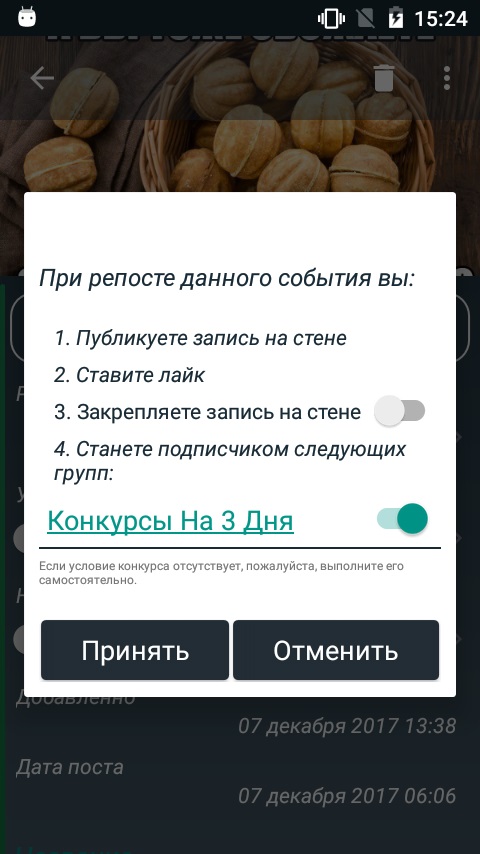 15:24
При репосте данного события вы:
1. Публикуете запись на стене
2. Ставите лайк
3. Закрепляете запись на стене
4. Станете подписчиком следующих
групп:
Конкурсы На 3 Дня
Если условие конкурса отсутствует, пожалуйста, выполните его
самостоятельно.
Принять
Отменить
Добавленно
07 декабря 2017 13:38
Дата поста
07 декабря 2017 06:06